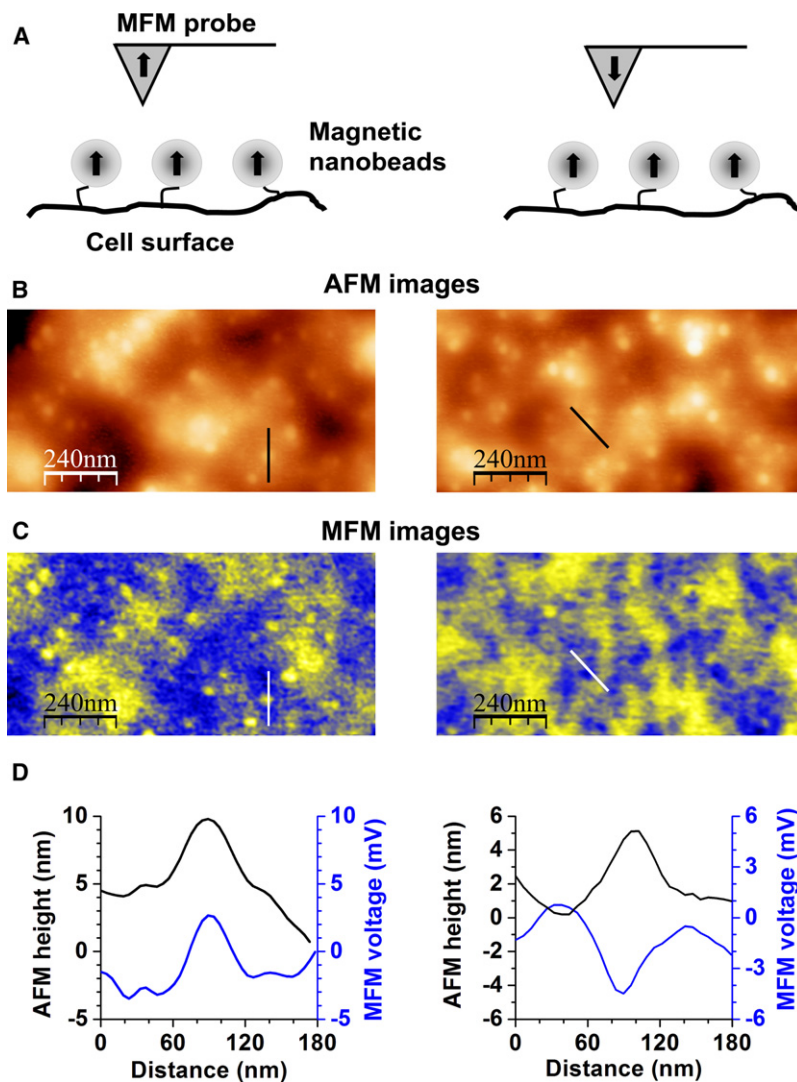 A
MFM probe
Magnetic
nanobeads
Cell surface
B
AFM images
240nm
240nm
C
MFM images
240nm
240nm
D
AFM height (nm)
10
5
0
-5
10
5
0
-5
MFM voltage (mV)
0 60 120 180
Distance (nm)
AFM height (nm)
6
4
2
0
-2
-4
-6
6
3
0
-3
-6
MFM voltage (mV)
0 60 120 180
Distance (nm)